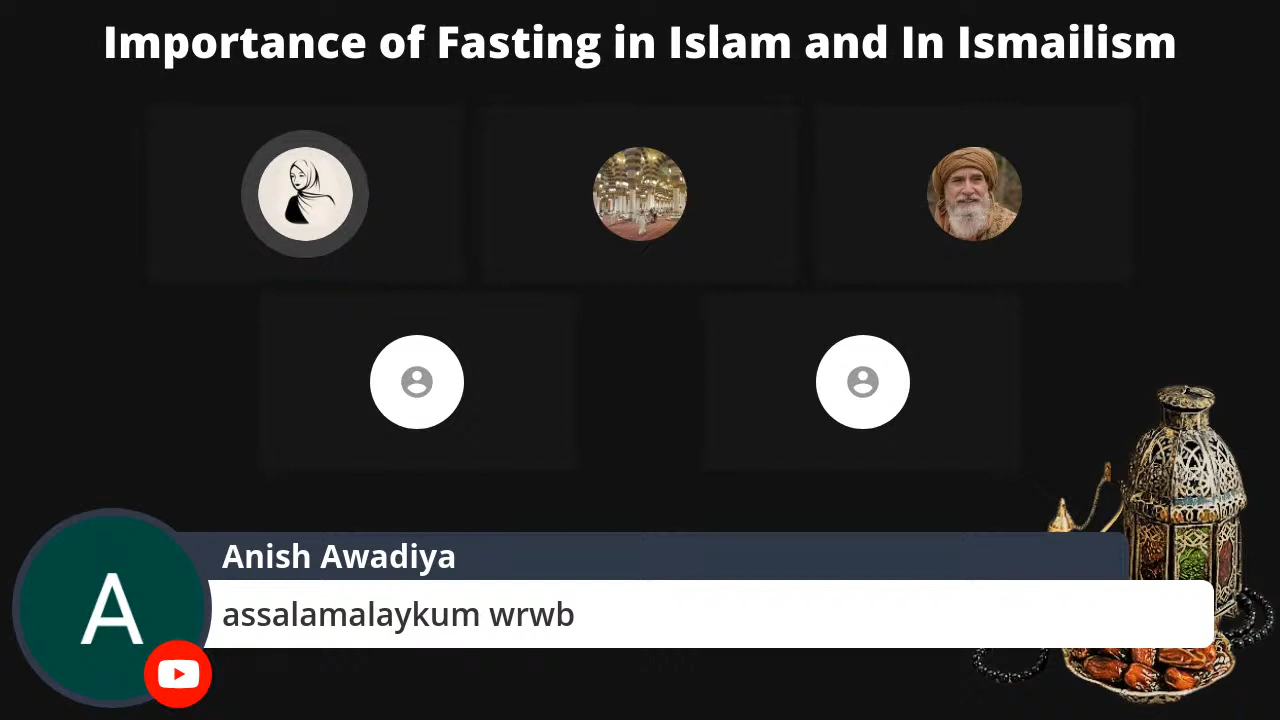 Importance of Fasting in Islam and In Ismailism
A
Anish Awadiya
assalamalaykum wrwb